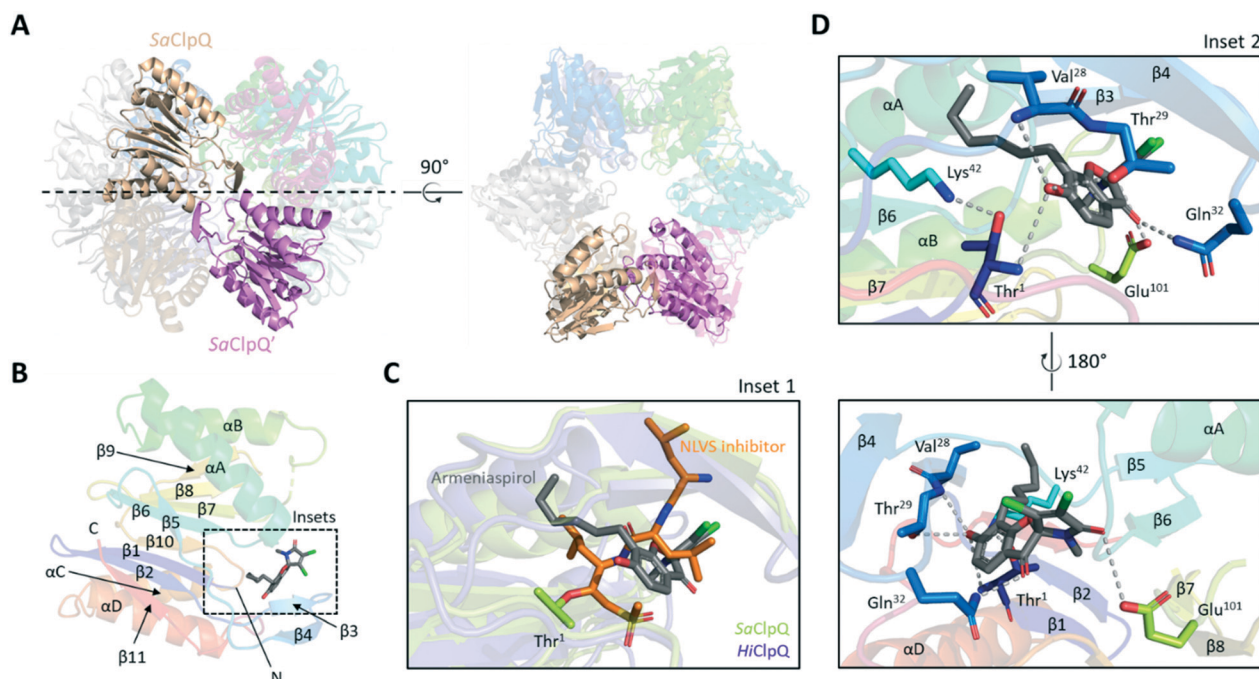 A
SaClpQ
SaClpQ'
90°
B
αB
β9
αA
β8
β7
β6
β5
Insets
C
β10
β1
β2
αC
αD
β3
β4
β11
N
C
Inset 1
NLVS inhibitor
Armeniaspirol
Thr1
SaClpQ
HiClpQ
D
Inset 2
Val28
β4
αA
β3
Thr29
Lys42
β6
Gln32
αB
β7
Thr1
Glu101
180°
β4
αA
Val28
Lys42
β5
Thr29
β6
Gln32
Thr1
β2
β7
Glu101
β1
αD
β8